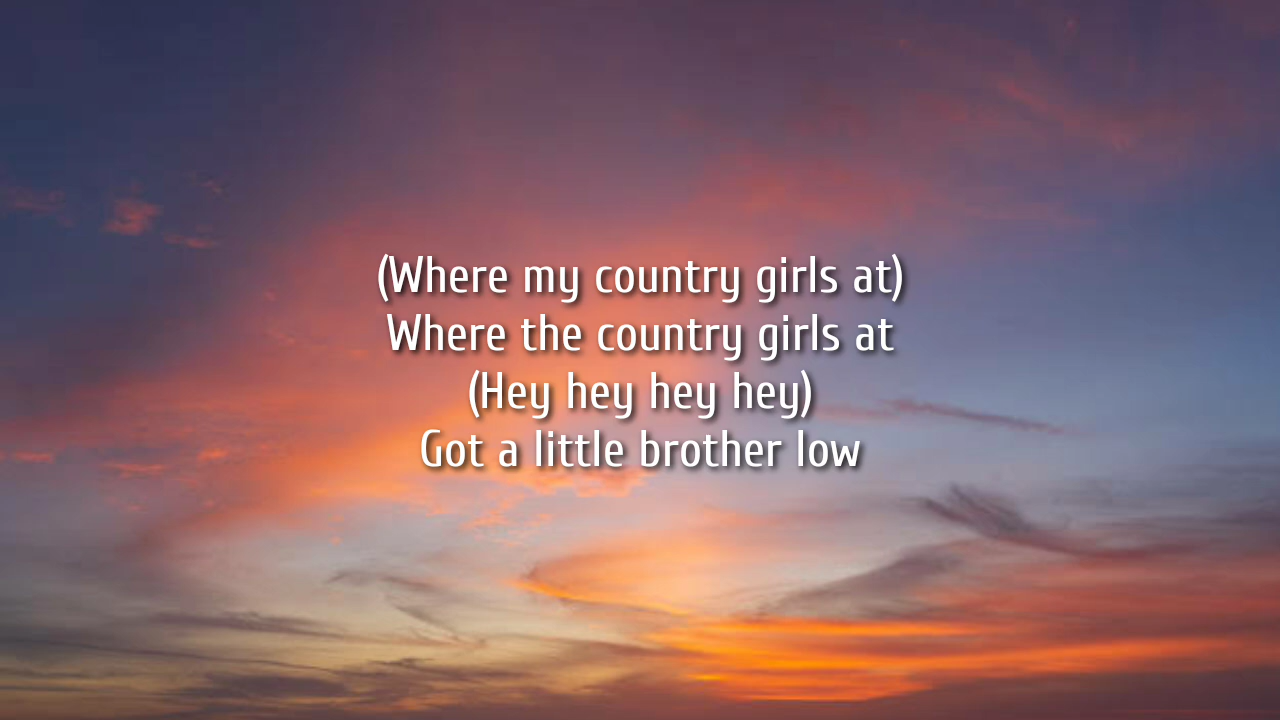 (Where my country girls at)
Where the country girls at
(Hey hey hey hey)
Got a little brother low